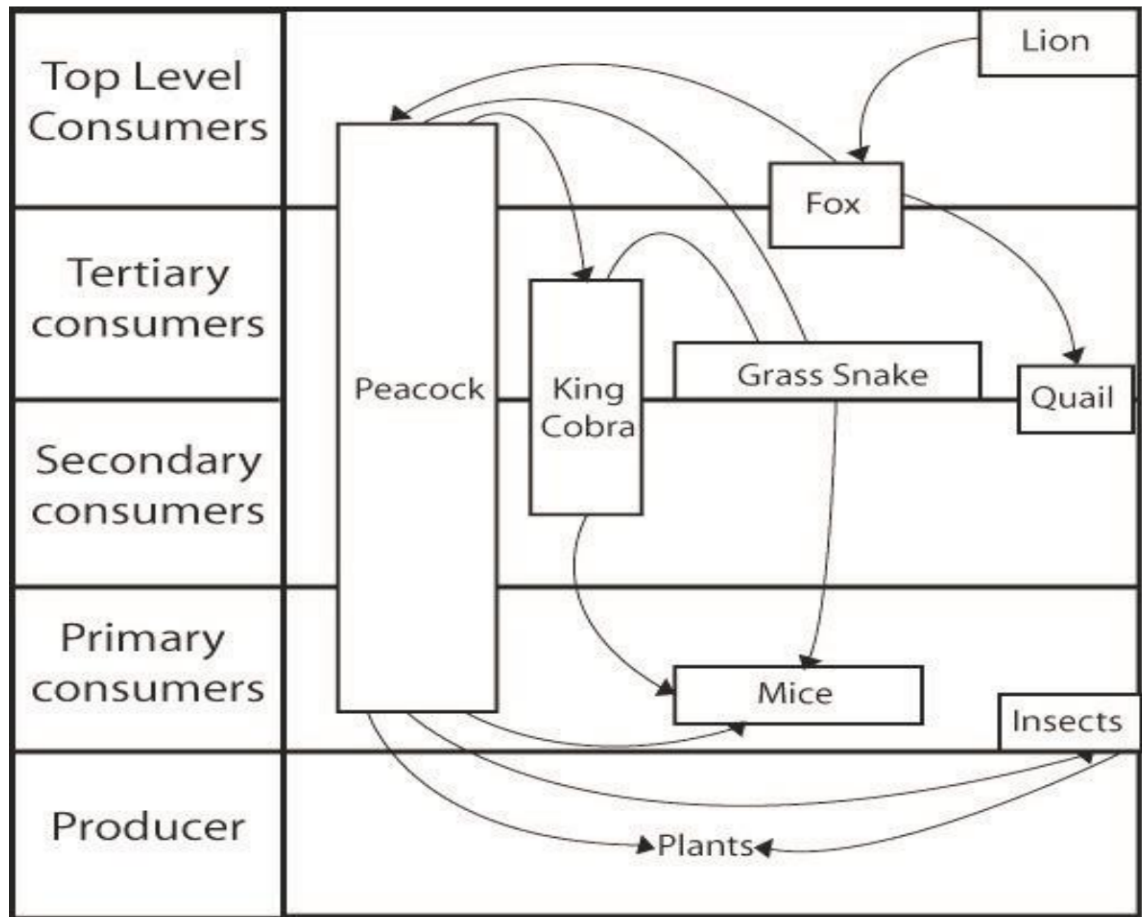 Top Level
Consumers
Lion
Fox
Tertiary
consumers
Peacock
King
Cobra
Grass Snake
Quail
Secondary
consumers
Primary
consumers
Mice
Insects
Producer
Plants